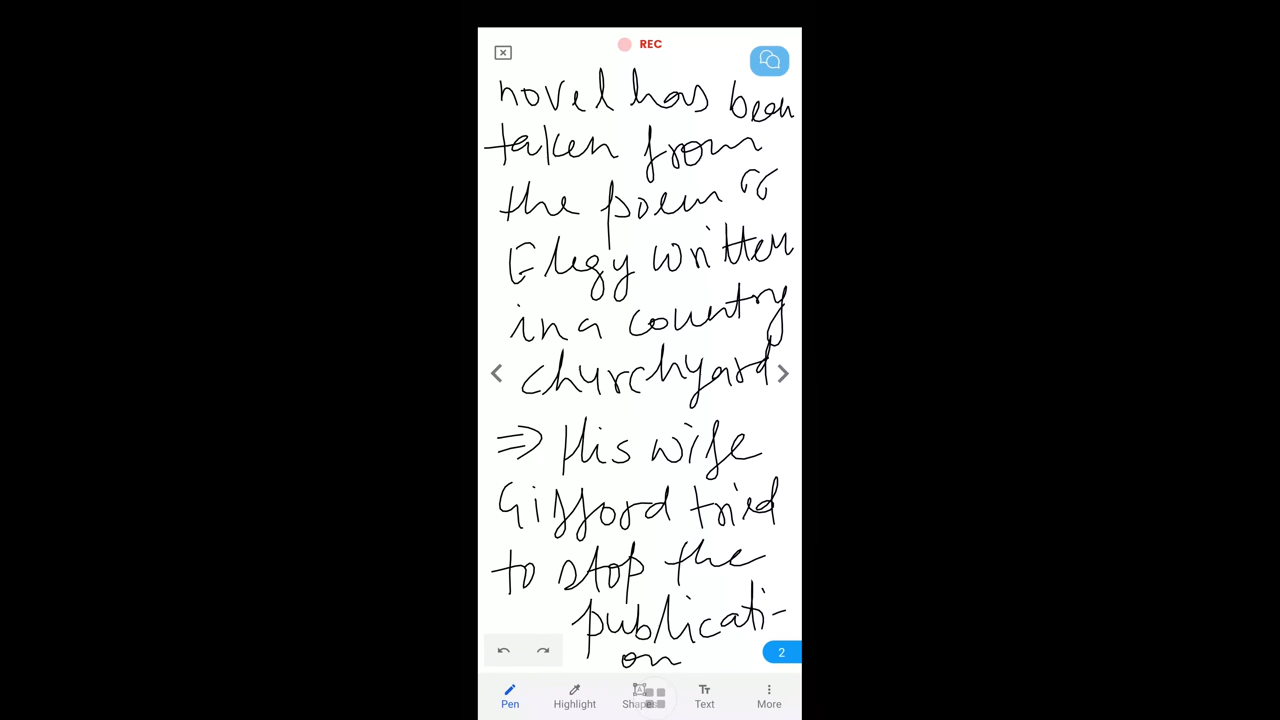 REC
novel has been
taken from
the poem “
Elegy written
in a country
churchyard
⇒ His wife
Gifford tried
to stop the
publicati-
on
2
Pen Highlight Shape Text More